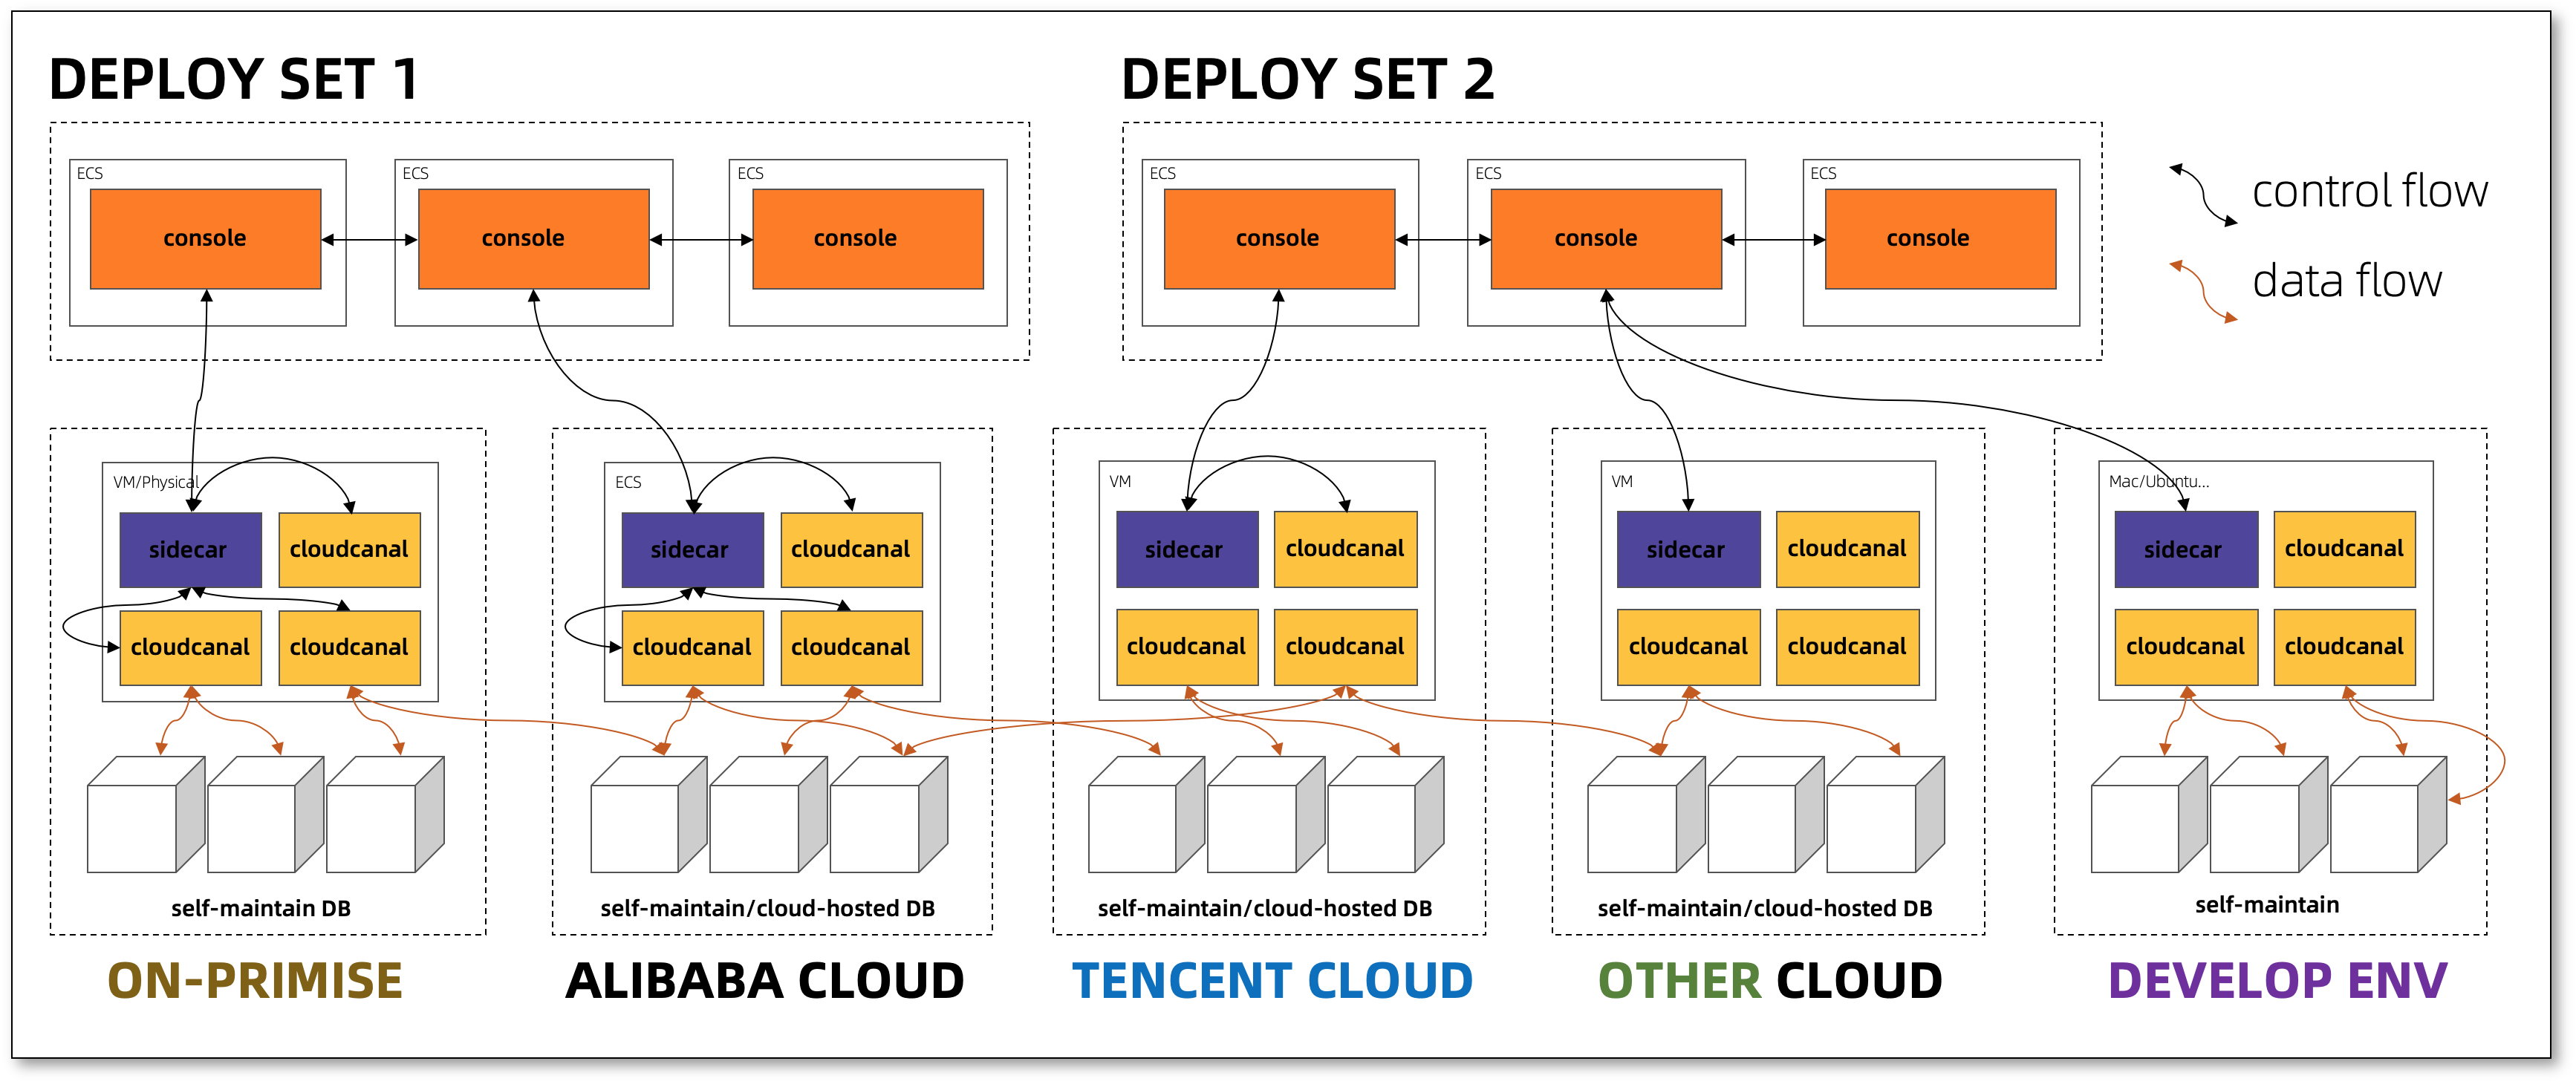 DEPLOY SET 1
DEPLOY SET 2
ECS
ECS
ECS
ECS
ECS
ECS
console
console
console
console
console
console
control flow
data flow
VM/Physical
sidecar
cloudcanal
cloudcanal
cloudcanal
self-maintain DB
ON-PRIMISE
ECS
sidecar
cloudcanal
cloudcanal
cloudcanal
self-maintain/cloud-hosted DB
ALIBABA CLOUD
VM
sidecar
cloudcanal
cloudcanal
cloudcanal
self-maintain/cloud-hosted DB
TENCENT CLOUD
VM
sidecar
cloudcanal
cloudcanal
cloudcanal
self-maintain/cloud-hosted DB
OTHER CLOUD
Mac/Ubuntu...
sidecar
cloudcanal
cloudcanal
cloudcanal
self-maintain
DEVELOP ENV